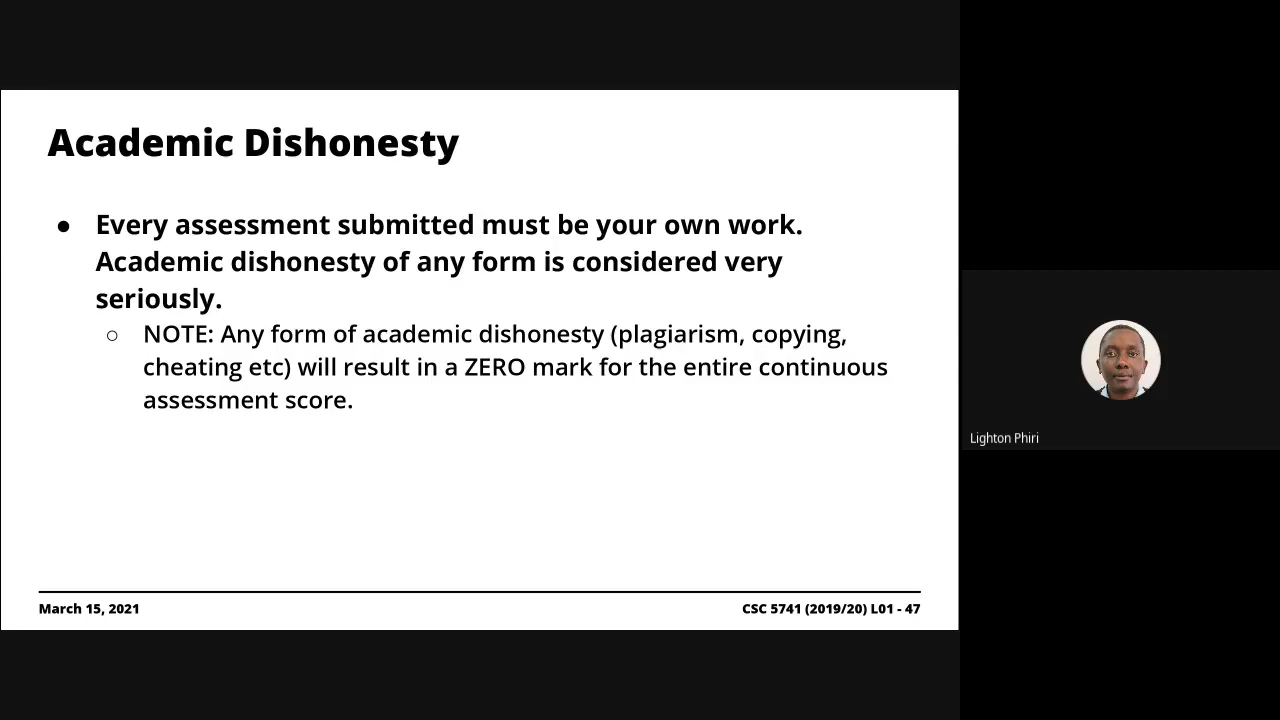 Academic Dishonesty
● Every assessment submitted must be your own work.
Academic dishonesty of any form is considered very
seriously.
○ NOTE: Any form of academic dishonesty (plagiarism, copying,
cheating etc) will result in a ZERO mark for the entire continuous
assessment score.
Lighton Phiri
March 15, 2021
CSC 5741 (2019/20) L01 - 47